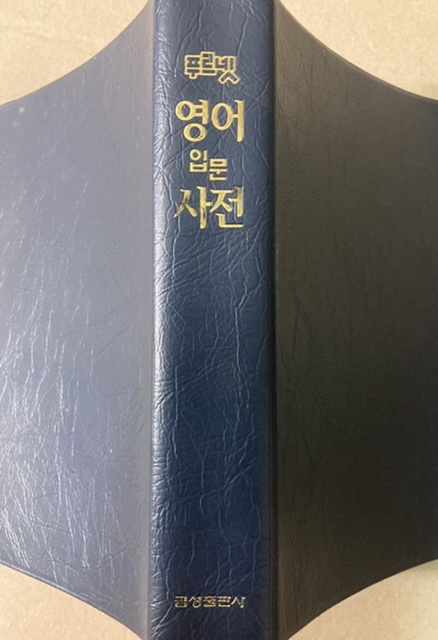 푸르넷
영어
입문
사전
금성출판사